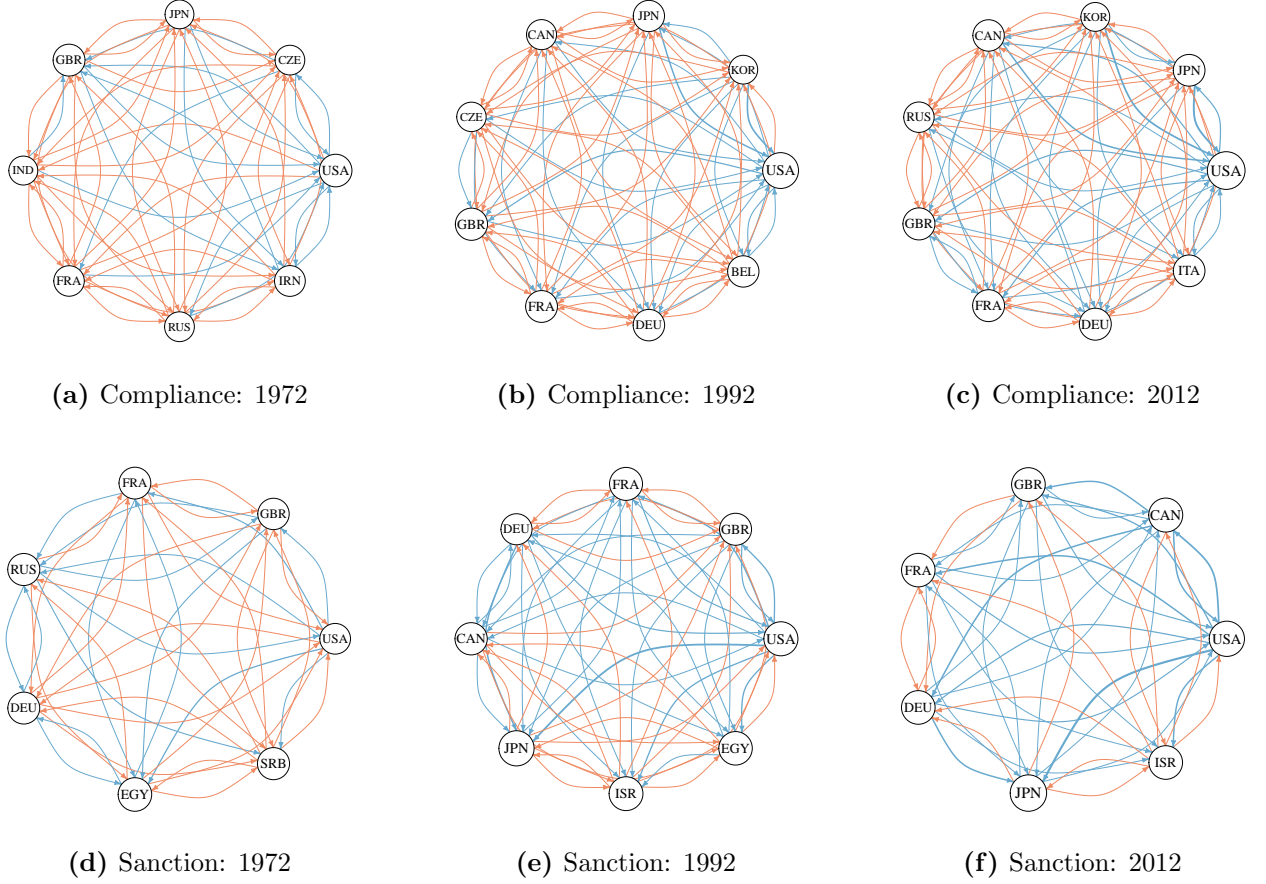 JPN
GBR CZE
IND USA
FRA IRN
RUS
JPN
CAN
KOR
CZE
USA
GBR
BEL
FRA
DEU
KOR
CAN
JPN
RUS
USA
GBR
ITA
FRA
DEU
(a) Compliance: 1972
(b) Compliance: 1992
(c) Compliance: 2012
FRA
GBR
RUS
USA
DEU
SRB
EGY
FRA
DEU GBR
CAN USA
JPN EGY
ISR
GBR
CAN
FRA
USA
DEU
ISR
JPN
(d) Sanction: 1972
(e) Sanction: 1992
(f) Sanction: 2012